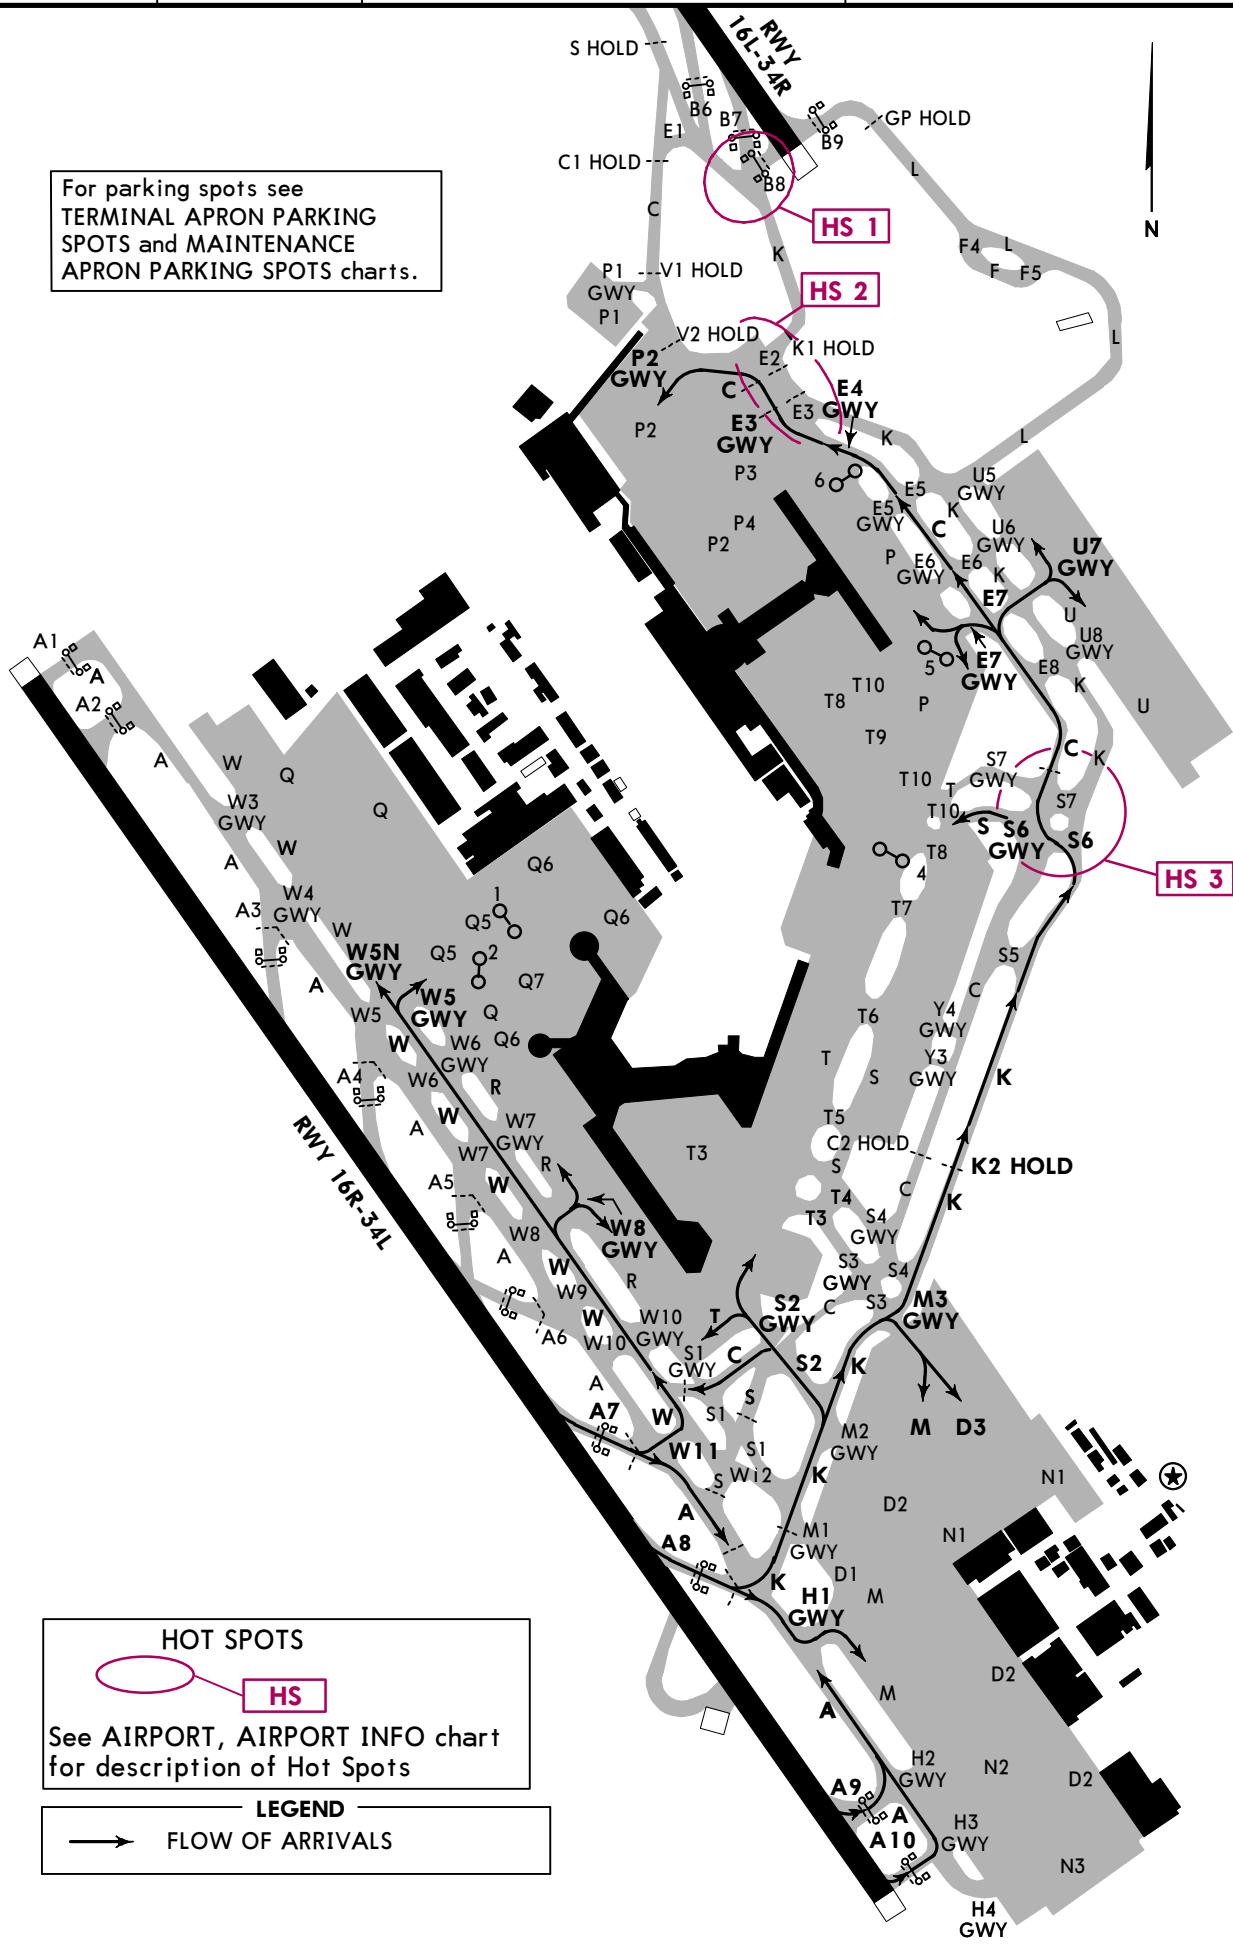 S HOLD
RWY
16L-34R
B6
B7
E1
B9
GP HOLD
C1 HOLD
B8
L
For parking spots see
TERMINAL APRON PARKING
SPOTS and MAINTENANCE
APRON PARKING SPOTS charts.
C
HS 1
N
K
F4
L
F
F5
P1
GWY
V1 HOLD
HS 2
P1
V2 HOLD
K1 HOLD
L
P2
GWY
E2
C
E4
GWY
E3
E3
GWY
P2
K
L
P3
6
E5
U5
GWY
E5
GWY
K
P4
C
U6
GWY
P2
P
E6
GWY
E6
K
U7
GWY
E7
U
U8
GWY
A1
A
A2
5
E7
GWY
E8
K
T10
T8
P
U
T9
A
W
Q
S7
GWY
C
K
T10
T
W3
GWY
Q
T10
S7
S
S6
GWY
S6
W
A
Q6
T8
4
HS 3
W4
GWY
1
T7
A3
Q5
Q6
W
W5N
GWY
Q5
2
S5
A
W5
GWY
Q7
C
W5
Q
Y4
GWY
T6
W
W6
GWY
Q6
T
Y3
GWY
A4
W6
R
S
K
W
A
W7
GWY
T5
RWY 16R-34L
C2 HOLD
W7
R
T3
S
K2 HOLD
A5
W
C
T4
K
T3
S4
GWY
W8
W8
GWY
A
W
S3
GWY
S4
R
W9
S2
GWY
C
S3
M3
GWY
W
T
W10
GWY
A6
W10
S1
GWY
C
S2
K
A
S
A7
W
S1
M
D3
W11
S1
M2
GWY
S
Wi2
K
N1
A
D2
A8
M1
GWY
N1
K
D1
H1
GWY
M
HOT SPOTS
HS
See AIRPORT, AIRPORT INFO chart
for description of Hot Spots
D2
M
A
H2
GWY
N2
D2
A9
LEGEND
FLOW OF ARRIVALS
A
A10
H3
GWY
N3
H4
GWY